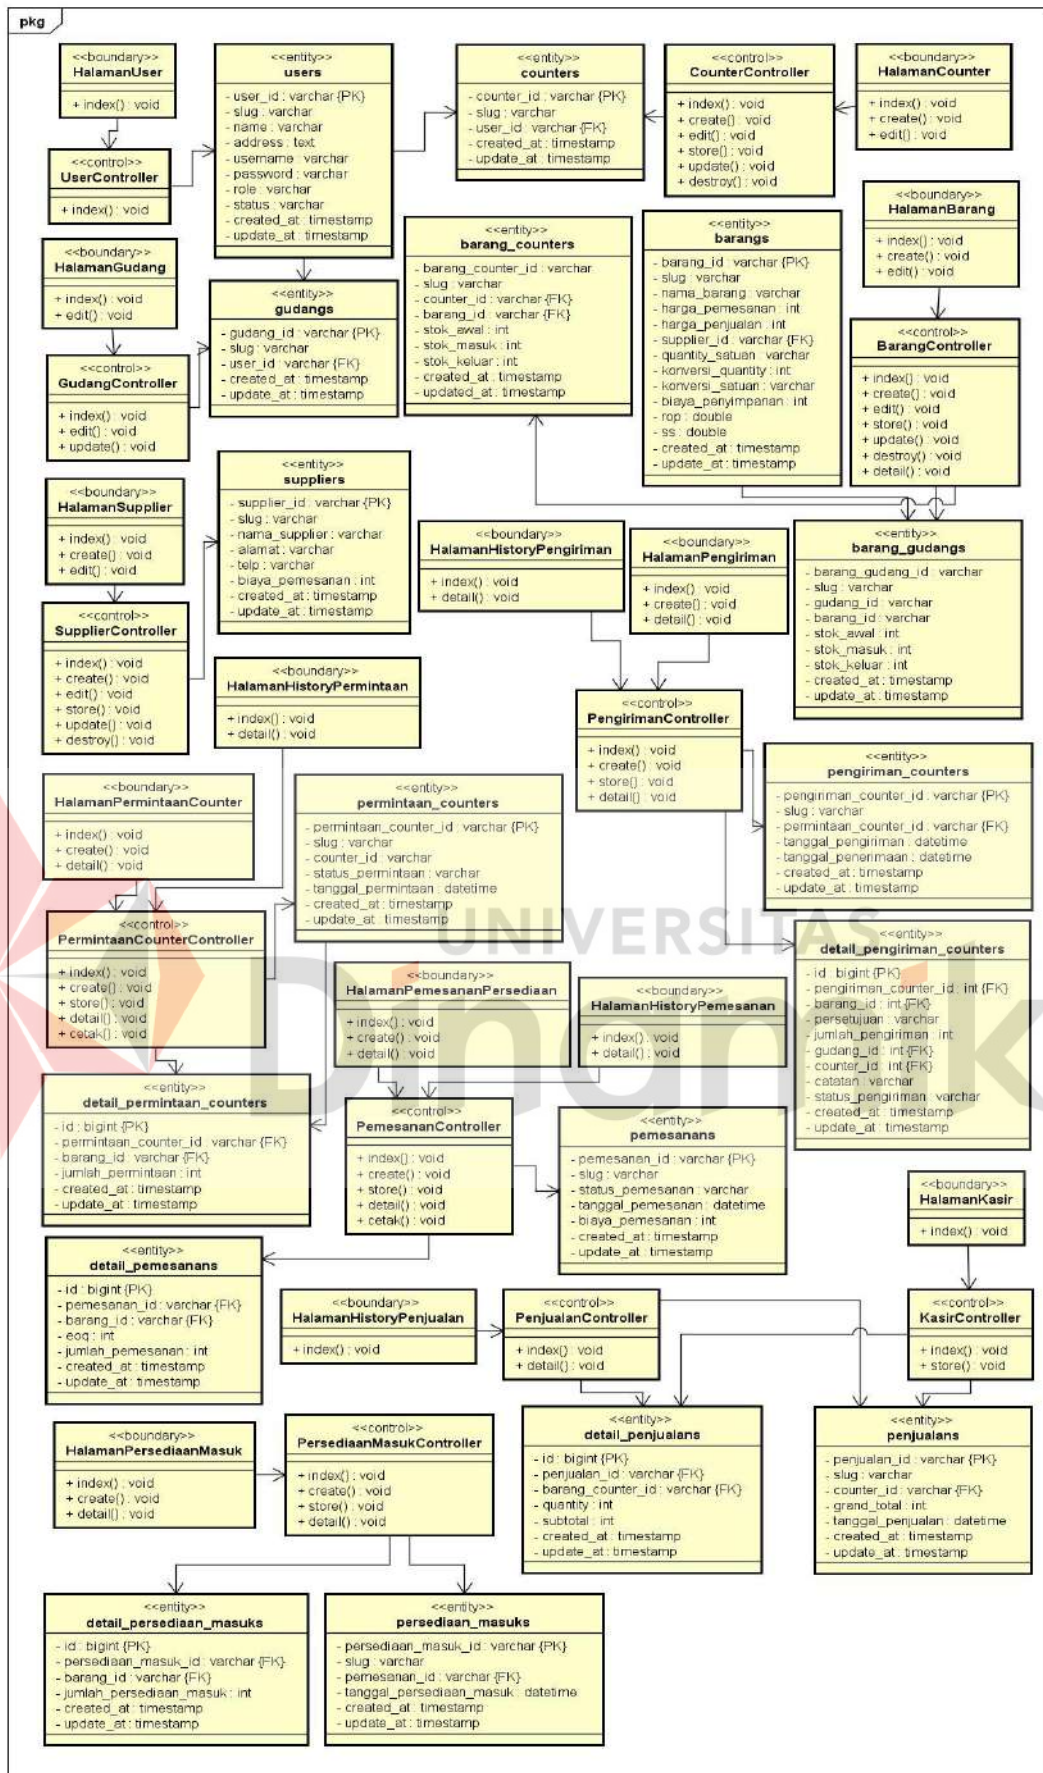 pkg
<<boundary>>
HalamanUser
+ index() : void
<<entity>>
users
- user_id : varchar {PK}
- slug : varchar
- name : varchar
- address : text
- username : varchar
- password : varchar
- role : varchar
- status : varchar
- created_at : timestamp
- update_at : timestamp
<<entity>>
counters
- counter_id : varchar {PK}
- slug : varchar
- user_id : varchar {FK}
- created_at : timestamp
- update_at : timestamp
<<control>>
CounterController
+ index() : void
+ create() : void
+ edit() : void
+ store() : void
+ update() : void
+ destroy() : void
<<boundary>>
HalamanCounter
+ index() : void
+ create() : void
+ edit() : void
<<control>>
UserController
+ index() : void
<<boundary>>
HalamanBarang
+ index() : void
+ create() : void
+ edit() : void
<<boundary>>
HalamanGudang
+ index() : void
+ edit() : void
<<entity>>
gudangs
- gudang_id : varchar {PK}
- slug : varchar
- user_id : varchar {FK}
- created_at : timestamp
- update_at : timestamp
<<entity>>
barang_counters
- barang_counter_id : varchar
- slug : varchar
- counter_id : varchar {FK}
- barang_id : varchar {FK}
- stok_awal : int
- stok_masuk : int
- stok_keluar : int
- created_at : timestamp
- updated_at : timestamp
<<entity>>
barangs
- barang_id : varchar {PK}
- slug : varchar
- nama_barang : varchar
- harga_pemesanan : int
- harga_penjualan : int
- supplier_id : varchar {FK}
- quantity_satuan : varchar
- konversi_quantity : int
- konversi_satuan : varchar
- biaya_penyimpanan : int
- rop : double
- ss : double
- created_at : timestamp
- update_at : timestamp
<<control>>
BarangController
+ index() : void
+ create() : void
+ edit() : void
+ store() : void
+ update() : void
+ destroy() : void
+ detail() : void
<<control>>
GudangController
+ index() : void
+ edit() : void
+ update() : void
<<boundary>>
HalamanSupplier
+ index() : void
+ create() : void
+ edit() : void
<<entity>>
suppliers
- supplier_id : varchar {PK}
- slug : varchar
- nama_supplier : varchar
- alamat : varchar
- telp : varchar
- biaya_pemesanan : int
- created_at : timestamp
- update_at : timestamp
<<boundary>>
HalamanHistoryPengiriman
+ index() : void
+ detail() : void
<<boundary>>
HalamanPengiriman
+ index() : void
+ create() : void
+ detail() : void
<<entity>>
barang_gudangs
- barang_gudang_id : varchar
- slug : varchar
- gudang_id : varchar
- barang_id : varchar
- stok_awal : int
- stok_masuk : int
- stok_keluar : int
- created_at : timestamp
- update_at : timestamp
<<control>>
SupplierController
+ index() : void
+ create() : void
+ edit() : void
+ store() : void
+ update() : void
+ destroy() : void
<<boundary>>
HalamanHistoryPermintaan
+ index() : void
+ detail() : void
<<control>>
PengirimanController
+ index() : void
+ create() : void
+ store() : void
+ detail() : void
<<entity>>
pengiriman_counters
- pengiriman_counter_id : varchar {PK}
- slug : varchar
- permintaan_counter_id : varchar {FK}
- tanggal_pengiriman : datetime
- tanggal_penerimaan : datetime
- created_at : timestamp
- update_at : timestamp
<<boundary>>
HalamanPermintaanCounter
+ index() : void
+ create() : void
+ detail() : void
<<entity>>
permintaan_counters
- permintaan_counter_id : varchar {PK}
- slug : varchar
- counter_id : varchar
- status_permintaan : varchar
- tanggal_permintaan : datetime
- created_at : timestamp
- update_at : timestamp
UNIVERSITAS
Dinamika
<<control>>
PermintaanCounterController
+ index() : void
+ create() : void
+ store() : void
+ detail() : void
+ cetak() : void
<<entity>>
detail_pengiriman_counters
- id : bigint {PK}
- pengiriman_counter_id : int {FK}
- barang_id : int {FK}
- persetujuan : varchar
- jumlah_pengiriman : int
- gudang_id : int {FK}
- counter_id : int {FK}
- catatan : varchar
- status_pengiriman : varchar
- created_at : timestamp
- update_at : timestamp
<<boundary>>
HalamanPemesananPersediaan
+ index() : void
+ create() : void
+ detail() : void
<<boundary>>
HalamanHistoryPemesanan
+ index() : void
+ detail() : void
<<entity>>
detail_permintaan_counters
- id : bigint {PK}
- permintaan_counter_id : varchar {FK}
- barang_id : varchar {FK}
- jumlah_permintaan : int
- created_at : timestamp
- update_at : timestamp
<<control>>
PemesananController
+ index() : void
+ create() : void
+ store() : void
+ detail() : void
+ cetak() : void
<<entity>>
pemesanans
- pemesanan_id : varchar {PK}
- slug : varchar
- status_pemesanan : varchar
- tanggal_pemesanan : datetime
- biaya_pemesanan : int
- created_at : timestamp
- update_at : timestamp
<<boundary>>
HalamanKasir
+ index() : void
<<entity>>
detail_pemesanans
- id : bigint {PK}
- pemesanan_id : varchar {FK}
- barang_id : varchar {FK}
- eoq : int
- jumlah_pemesanan : int
- created_at : timestamp
- update_at : timestamp
<<boundary>>
HalamanHistoryPenjualan
+ index() : void
<<control>>
PenjualanController
+ index() : void
+ detail() : void
<<control>>
KasirController
+ index() : void
+ store() : void
<<boundary>>
HalamanPersediaanMasuk
+ index() : void
+ create() : void
+ detail() : void
<<control>>
PersediaanMasukController
+ index() : void
+ create() : void
+ store() : void
+ detail() : void
<<entity>>
detail_penjualans
- id : bigint {PK}
- penjualan_id : varchar {FK}
- barang_counter_id : varchar {FK}
- quantity : int
- subtotal : int
- created_at : timestamp
- update_at : timestamp
<<entity>>
penjualans
- penjualan_id : varchar {PK}
- slug : varchar
- counter_id : varchar {FK}
- grand_total : int
- tanggal_penjualan : datetime
- created_at : timestamp
- update_at : timestamp
<<entity>>
detail_persediaan_masuks
- id : bigint {PK}
- persediaan_masuk_id : varchar {FK}
- barang_id : varchar {FK}
- jumlah_persediaan_masuk : int
- created_at : timestamp
- update_at : timestamp
<<entity>>
persediaan_masuks
- persediaan_masuk_id : varchar {PK}
- slug : varchar
- pemesanan_id : varchar {FK}
- tanggal_persediaan_masuk : datetime
- created_at : timestamp
- update_at : timestamp